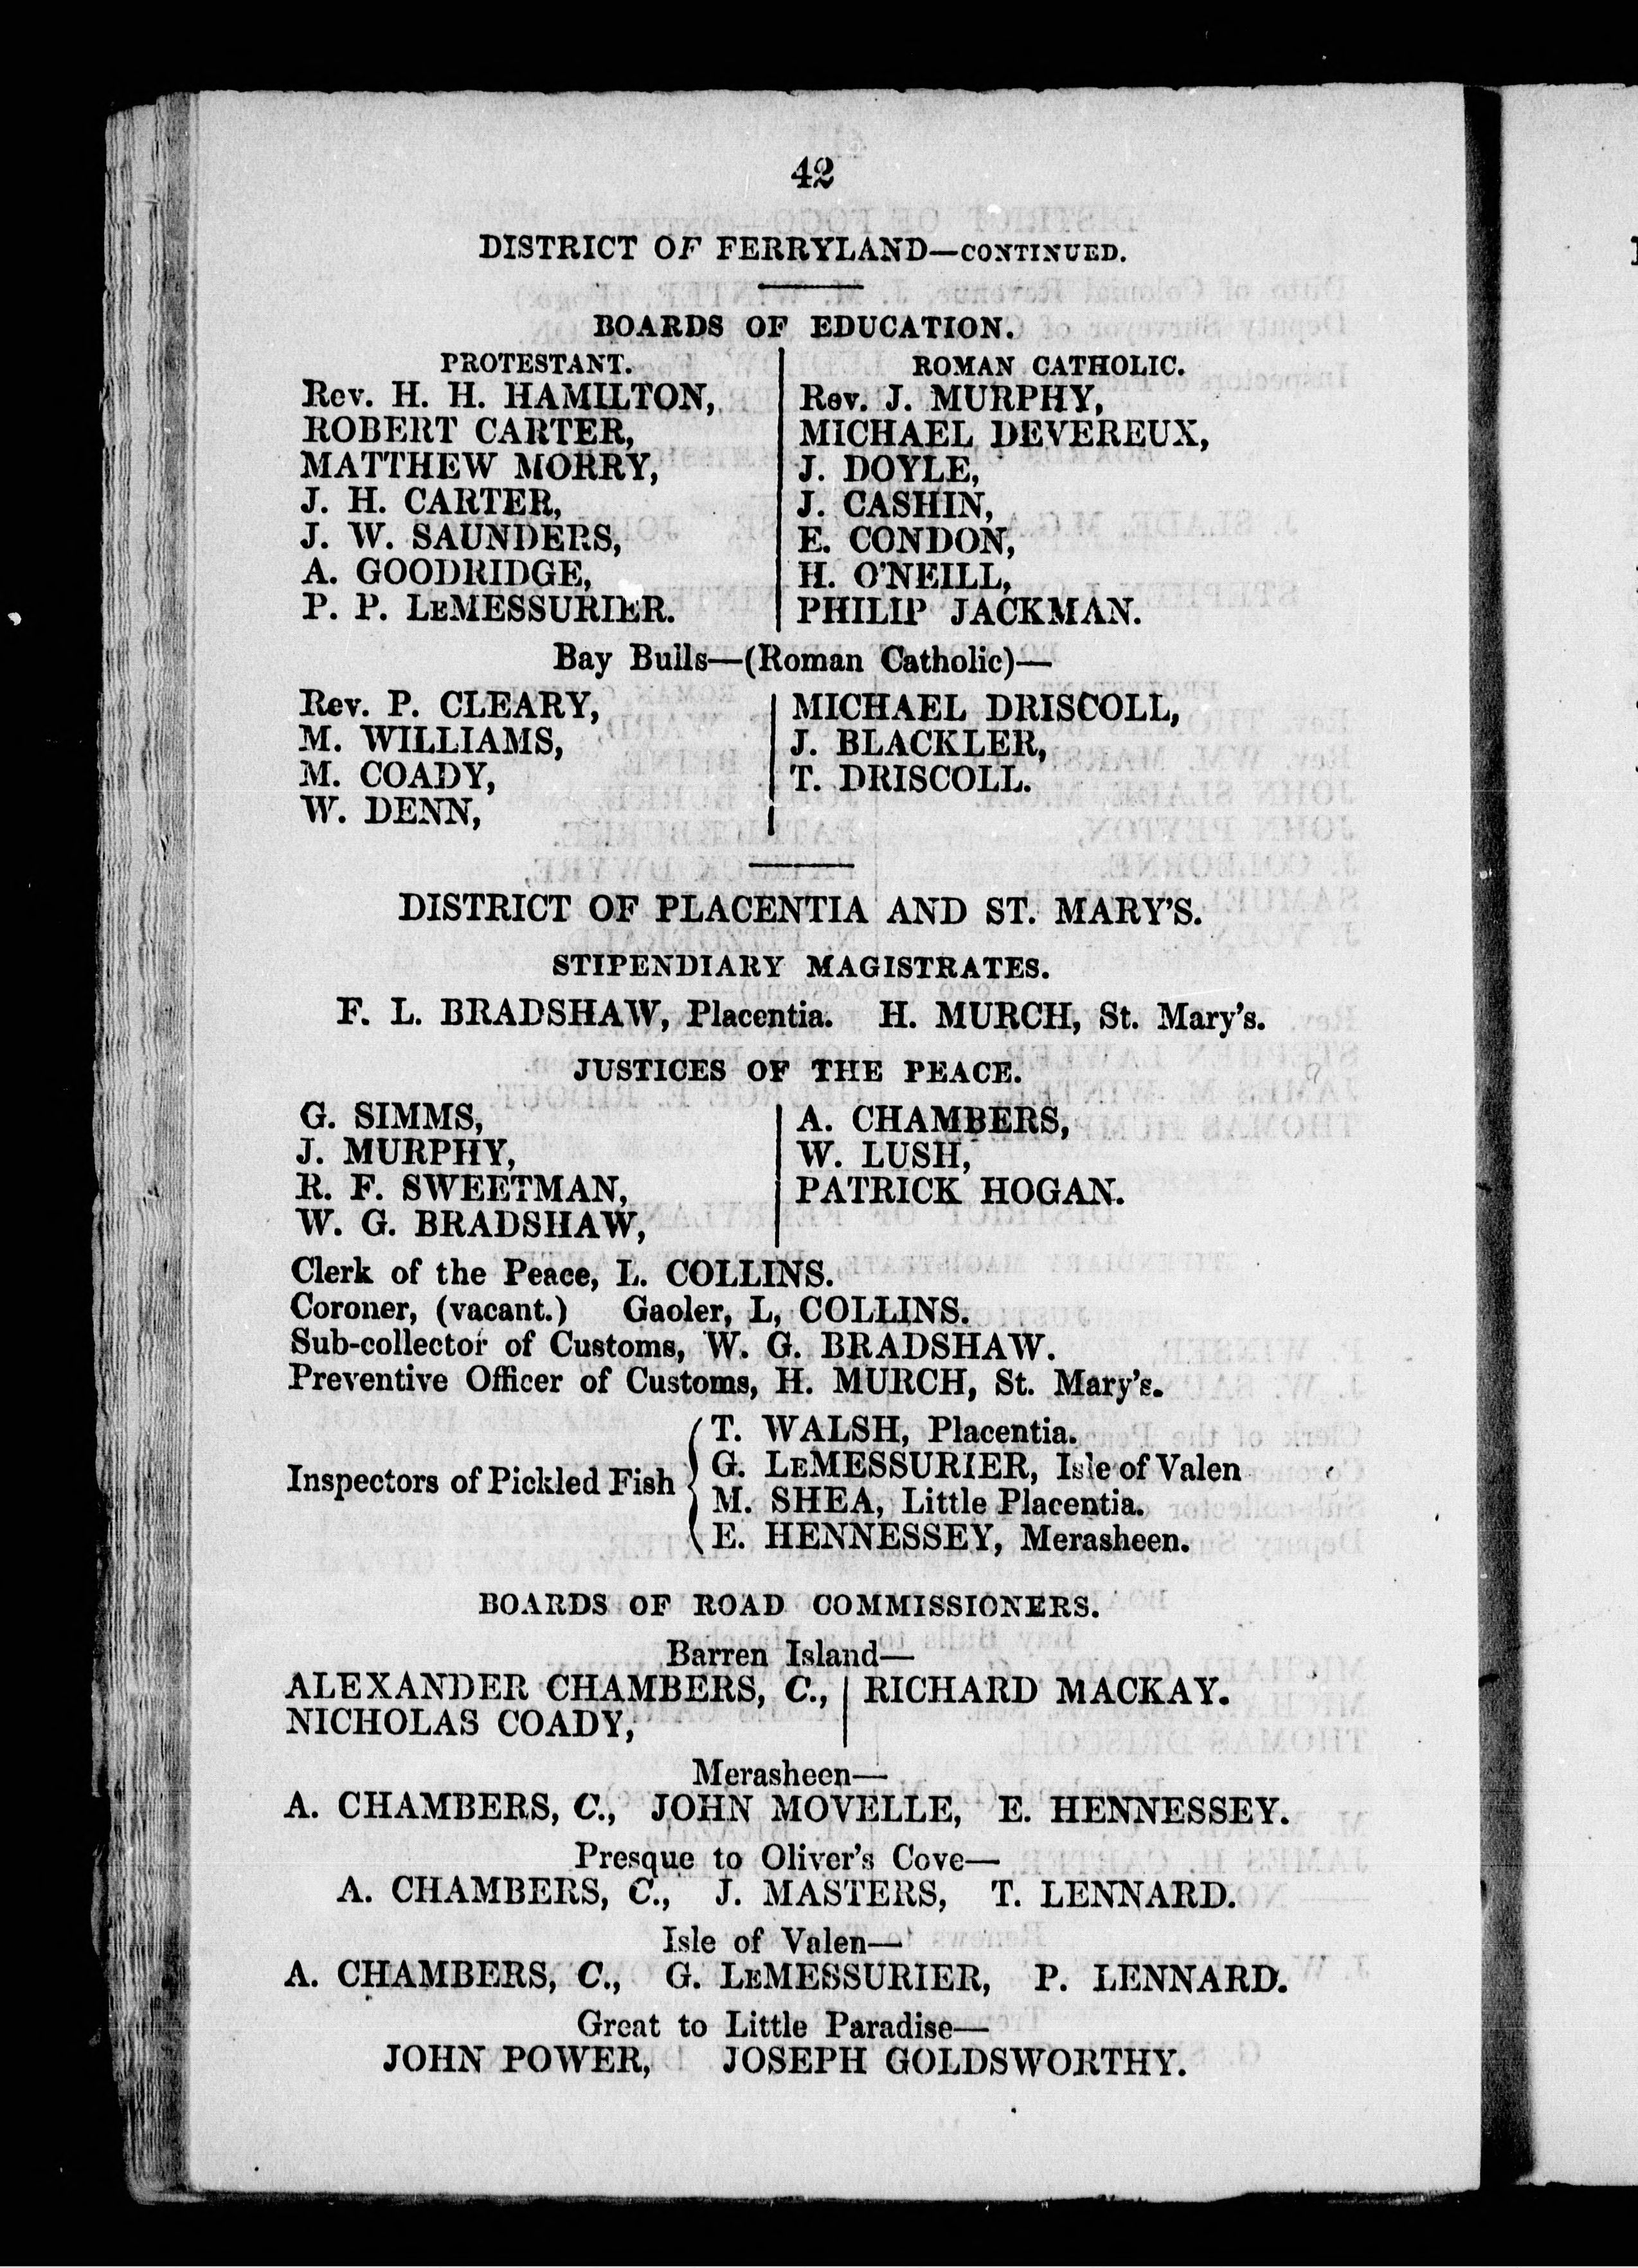 42
DISTRICT OF FERRYLAND—CONTINUED.
BOARDS OF EDUCATION.
PROTESTANT.
Rev. H. H. HAMILTON,
ROBERT CARTER,
MATTHEW MORRY,
J. H. CARTER,
J. W. SAUNDERS,
A. GOODRIDGE,
P. P. LEMESSURIER.
ROMAN CATHOLIC.
Rev. J. MURPHY,
MICHAEL DEVEREUX,
J. DOYLE,
J. CASHIN,
E. CONDON,
H. O'NEILL,
PHILIP JACKMAN.
Bay Bulls—(Roman Catholic)—
Rev. P. CLEARY,
M. WILLIAMS,
M. COADY,
W. DENN,
MICHAEL DRISCOLL,
J. BLACKLER,
T. DRISCOLL.
DISTRICT OF PLACENTIA AND ST. MARY'S.
STIPENDIARY MAGISTRATES.
F. L. BRADSHAW, Placentia. H. MURCH, St. Mary's.
JUSTICES OF THE PEACE.
G. SIMMS,
J. MURPHY,
R. F. SWEETMAN,
W. G. BRADSHAW,
A. CHAMBERS,
W. LUSH,
PATRICK HOGAN.
Clerk of the Peace, L. COLLINS.
Coroner, (vacant.) Gaoler, L, COLLINS.
Sub-collector of Customs, W. G. BRADSHAW.
Preventive Officer of Customs, H. MURCH, St. Mary's.
Inspectors of Pickled Fish
T. WALSH, Placentia.
G. LEMESSURIER, Isle of Valen
M. SHEA, Little Placentia.
E. HENNESSEY, Merasheen.
BOARDS OF ROAD COMMISSIONERS.
Barren Island—
ALEXANDER CHAMBERS, C.,
NICHOLAS COADY,
RICHARD MACKAY.
Merasheen—
A. CHAMBERS, C., JOHN MOVELLE, E. HENNESSEY.
Presque to Oliver's Cove—
A. CHAMBERS, C., J. MASTERS, T. LENNARD.
Isle of Valen—
A. CHAMBERS, C., G. LEMESSURIER, P. LENNARD.
Great to Little Paradise—
JOHN POWER, JOSEPH GOLDSWORTHY.